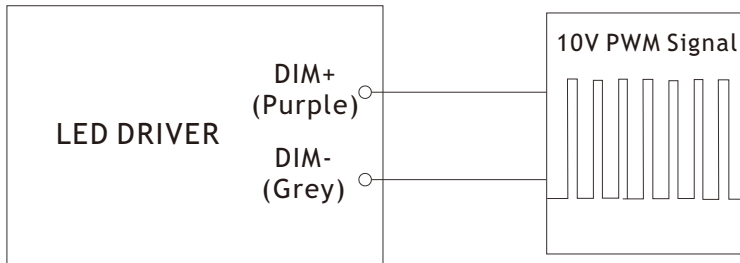 10V PWM Signal
DIM+
(Purple)
LED DRIVER
DIM-
(Grey)